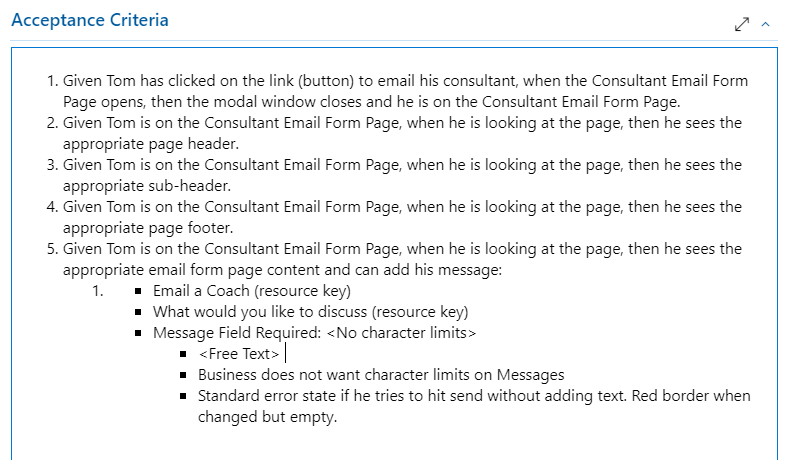 Acceptance Criteria
1. Given Tom has clicked on the link (button) to email his consultant, when the Consultant Email Form
Page opens, then the modal window closes and he is on the Consultant Email Form Page.
2. Given Tom is on the Consultant Email Form Page, when he is looking at the page, then he sees the
appropriate page header.
3. Given Tom is on the Consultant Email Form Page, when he is looking at the page, then he sees the
appropriate sub-header.
4. Given Tom is on the Consultant Email Form Page, when he is looking at the page, then he sees the
appropriate page footer.
5. Given Tom is on the Consultant Email Form Page, when he is looking at the page, then he sees the
appropriate email form page content and can add his message:
1. ▪ Email a Coach (resource key)
▪ What would you like to discuss (resource key)
▪ Message Field Required: <No character limits>
▪ <Free Text>
▪ Business does not want character limits on Messages
▪ Standard error state if he tries to hit send without adding text. Red border when
changed but empty.